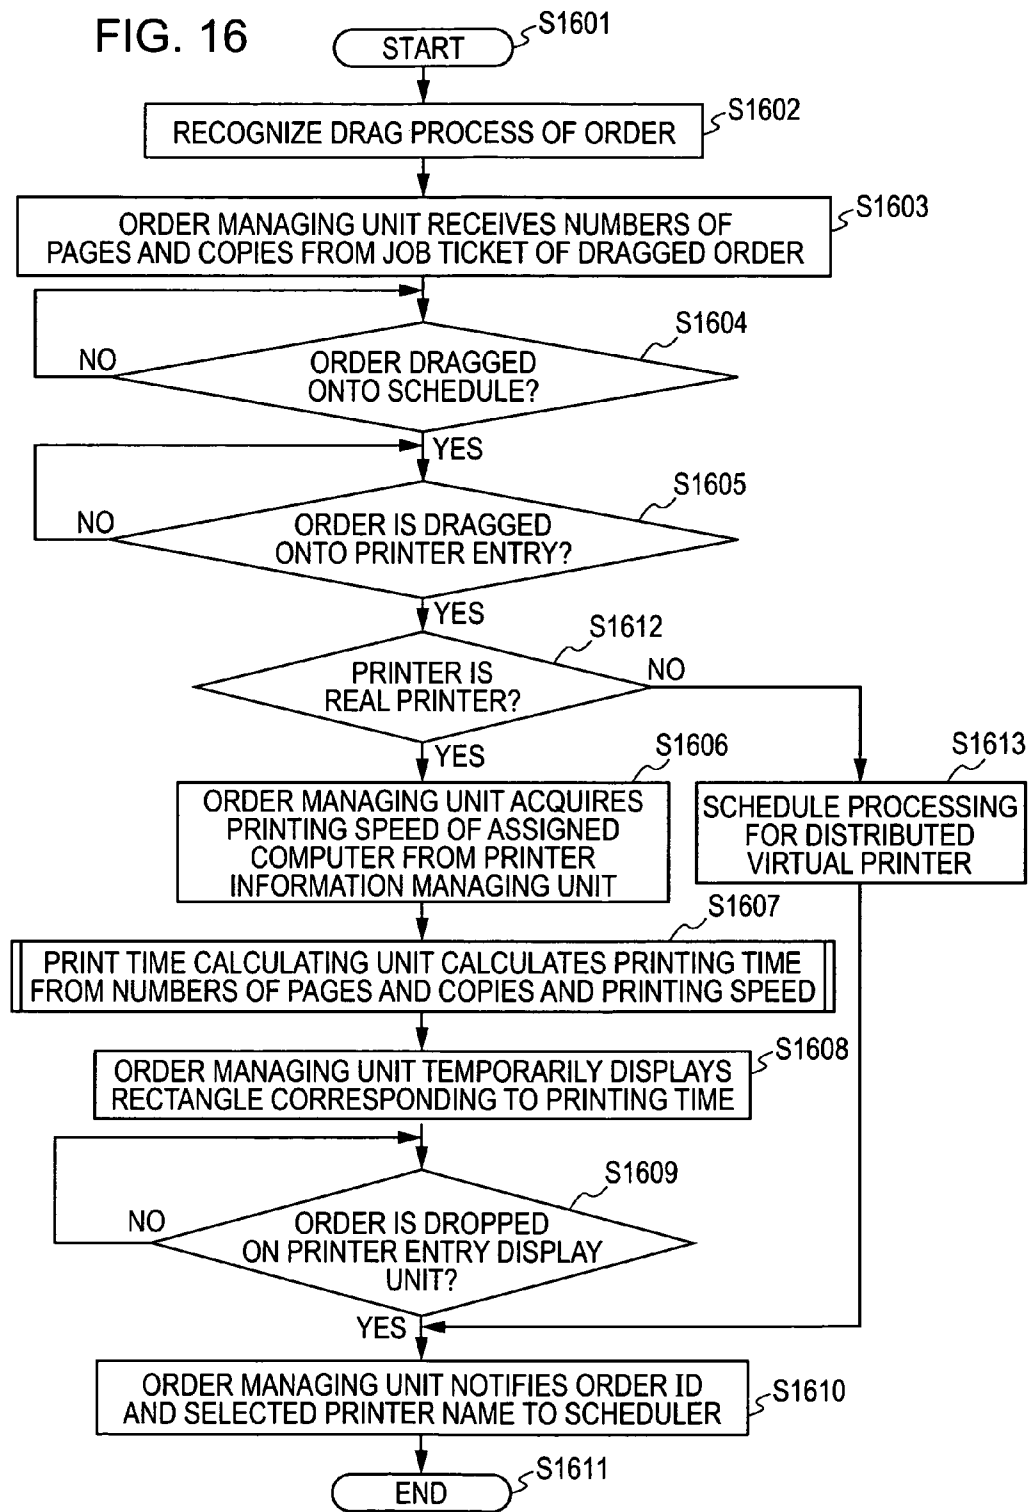 FIG. 16
START
S1601
RECOGNIZE DRAG PROCESS OF ORDER
S1602
ORDER MANAGING UNIT RECEIVES NUMBERS OF
PAGES AND COPIES FROM JOB TICKET OF DRAGGED ORDER
S1603
ORDER DRAGGED
ONTO SCHEDULE?
S1604
NO
YES
ORDER IS DRAGGED
ONTO PRINTER ENTRY?
S1605
NO
YES
PRINTER IS
REAL PRINTER?
S1612
NO
YES
ORDER MANAGING UNIT ACQUIRES
PRINTING SPEED OF ASSIGNED
COMPUTER FROM PRINTER
INFORMATION MANAGING UNIT
S1606
SCHEDULE PROCESSING
FOR DISTRIBUTED
VIRTUAL PRINTER
S1613
PRINT TIME CALCULATING UNIT CALCULATES PRINTING TIME
FROM NUMBERS OF PAGES AND COPIES AND PRINTING SPEED
S1607
ORDER MANAGING UNIT TEMPORARILY DISPLAYS
RECTANGLE CORRESPONDING TO PRINTING TIME
S1608
ORDER IS DROPPED
ON PRINTER ENTRY DISPLAY
UNIT?
S1609
NO
YES
ORDER MANAGING UNIT NOTIFIES ORDER ID
AND SELECTED PRINTER NAME TO SCHEDULER
S1610
END
S1611